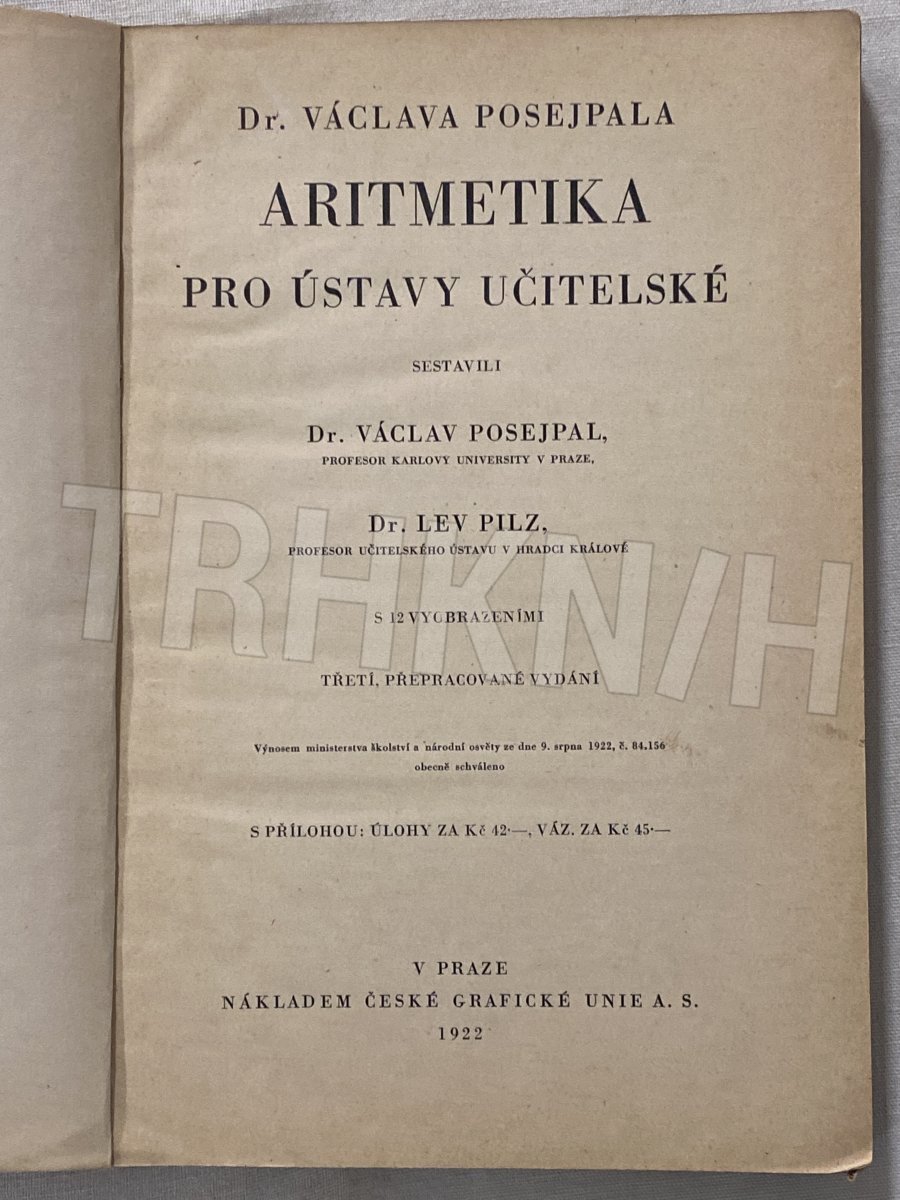 Dr. VÁCLAVA POSEJPALA
ARITMETIKA
PRO ÚSTAVY UČITELSKÉ
SESTAVILI
Dr. VÁCLAV POSEJPAL,
PROFESOR KARLOVY UNIVERSITY V PRAZE,
Dr. LEV PILZ,
PROFESOR UČITELSKÉHO ÚSTAVU V HRADCI KRÁLOVÉ
TRHKN/H
S 12 VYOBRAZENÍMI
TŘETÍ, PŘEPRACOVANÉ VYDÁNÍ
Výnosem ministerstva školství a národní osvěty ze dne 9. srpna 1922, č. 84.156
obecně schváleno
S PŘÍLOHOU: ÚLOHY ZA Kč 42·—, VÁZ. ZA Kč 45·—
V PRAZE
NÁKLADEM ČESKÉ GRAFICKÉ UNIE A. S.
1922